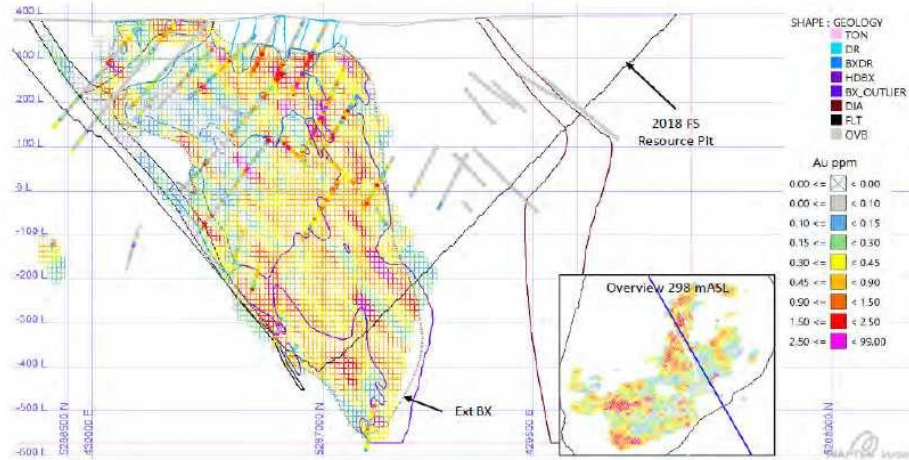 400 L
300 L
200 L
100 L
0 L
-100 L
-200 L
-300 L
-400 L
-500 L
-600 L
2018 FS
Resource Pit
Ext BX
Overview 298 mASL
5287000 N
SHAPE : GEOLOGY
TON
DR
BXDR
HDBX
BX_OUTLIER
DIA
FLT
OVB
Au ppm
0.00 <= < 0.00
0.00 <= < 0.10
0.10 <= < 0.15
0.15 <= < 0.30
0.30 <= < 0.45
0.45 <= < 0.90
0.90 <= < 1.50
1.50 <= < 2.50
2.50 <= < 99.00